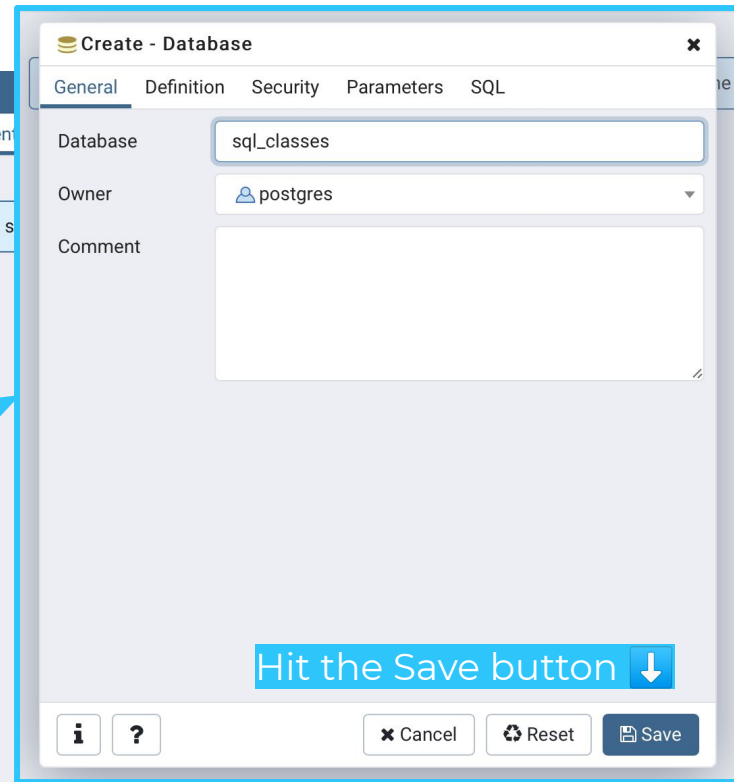 Create - Database
General Definition Security Parameters SQL
Database sql_classes
Owner postgres
Comment
Hit the Save button
i ? Cancel Reset Save